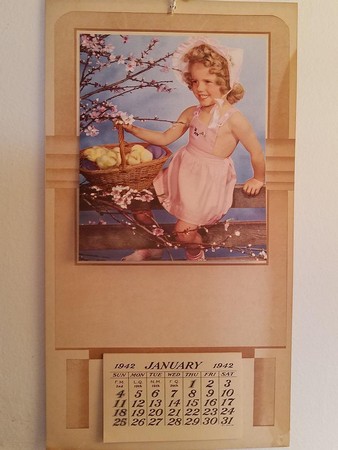 1942 JANUARY 1942
SUN MON TUE WED THU FRI SAT
F.M. L.Q. N.M. F.Q. 1 2 3
4 5 6 7 8 9 10
11 12 13 14 15 16 17
18 19 20 21 22 23 24
25 26 27 28 29 30 31